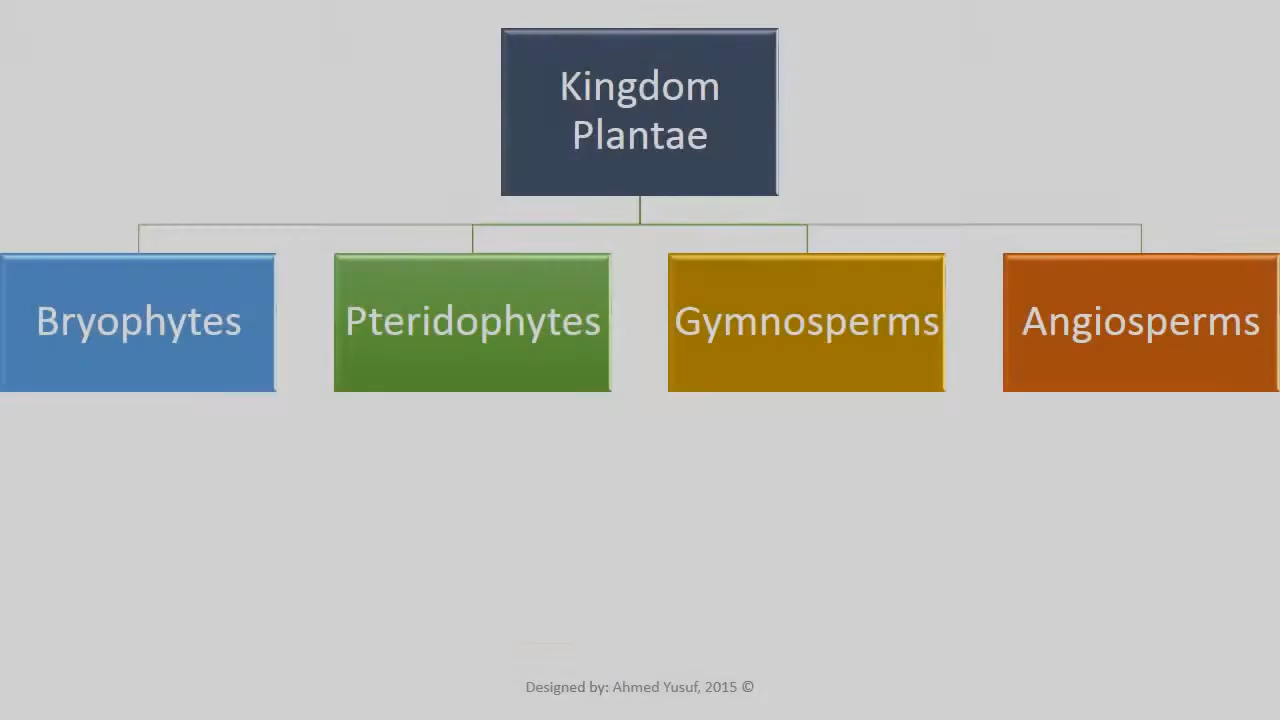 Kingdom
Plantae
Bryophytes
Pteridophytes
Gymnosperms
Angiosperms
Designed by: Ahmed Yusuf, 2015 ©